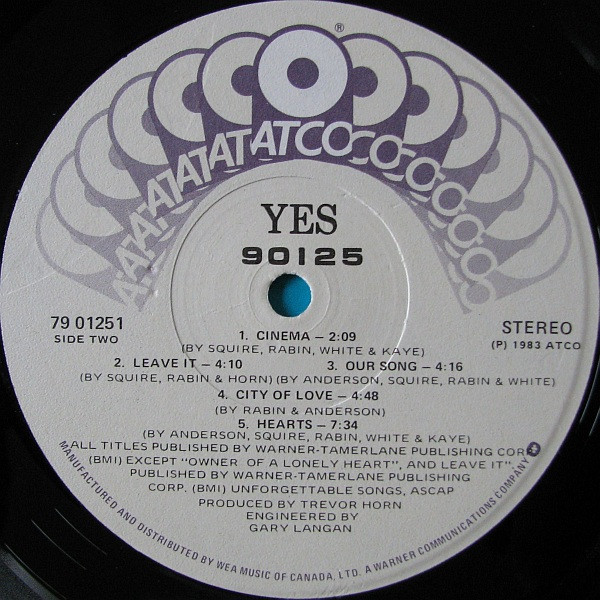 ®
ATCO
YES
90125
79 01251
SIDE TWO
STEREO
(P) 1983 ATCO
1. CINEMA – 2:09
(BY SQUIRE, RABIN, WHITE & KAYE)
2. LEAVE IT – 4:10 3. OUR SONG – 4:16
(BY SQUIRE, RABIN & HORN) (BY ANDERSON, SQUIRE, RABIN & WHITE)
4. CITY OF LOVE – 4:48
(BY RABIN & ANDERSON)
5. HEARTS – 7:34
(BY ANDERSON, SQUIRE, RABIN, WHITE & KAYE)
ALL TITLES PUBLISHED BY WARNER-TAMERLANE PUBLISHING CORP
(BMI) EXCEPT "OWNER OF A LONELY HEART", AND LEAVE IT".
PUBLISHED BY WARNER-TAMERLANE PUBLISHING
CORP. (BMI) UNFORGETTABLE SONGS, ASCAP
PRODUCED BY TREVOR HORN
ENGINEERED BY
GARY LANGAN
MANUFACTURED AND DISTRIBUTED BY WEA MUSIC OF CANADA, LTD. A WARNER COMMUNICATIONS COMPANY